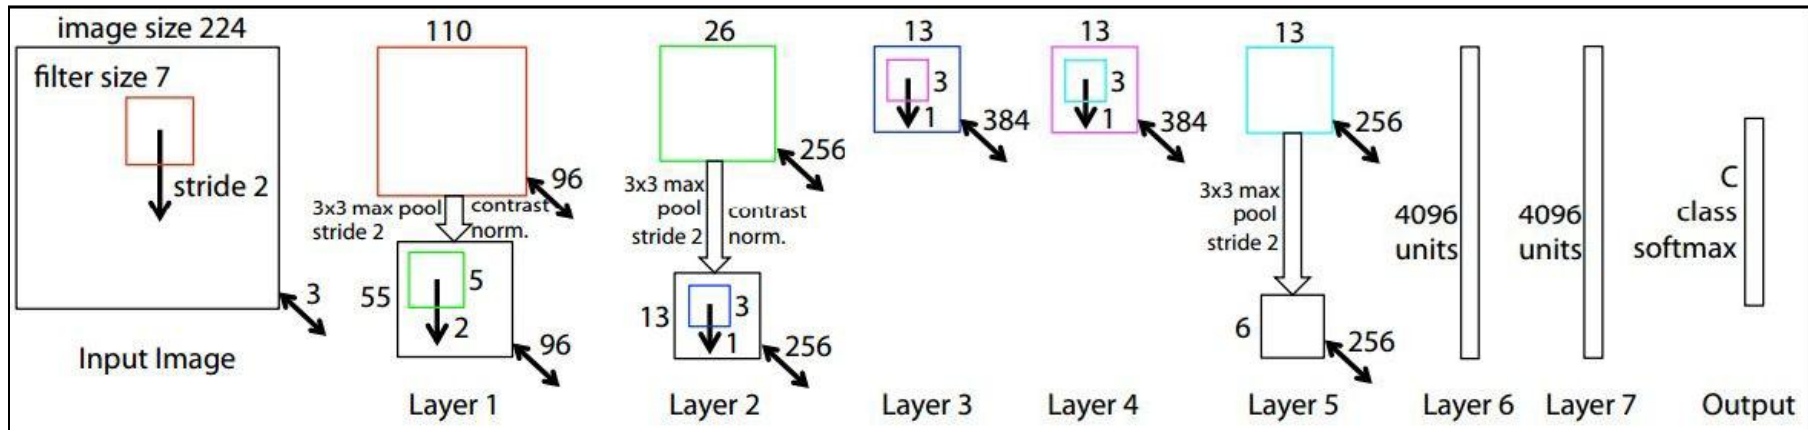 image size 224
filter size 7
stride 2
3
Input Image
110
96
3x3 max pool
stride 2
contrast
norm.
55
5
2
96
Layer 1
26
256
3x3 max
pool
stride 2
contrast
norm.
13
3
1
256
Layer 2
13
3
1
384
Layer 3
13
3
1
384
Layer 4
13
256
3x3 max
pool
stride 2
6
256
Layer 5
4096
units
Layer 6
4096
units
Layer 7
C
class
softmax
Output